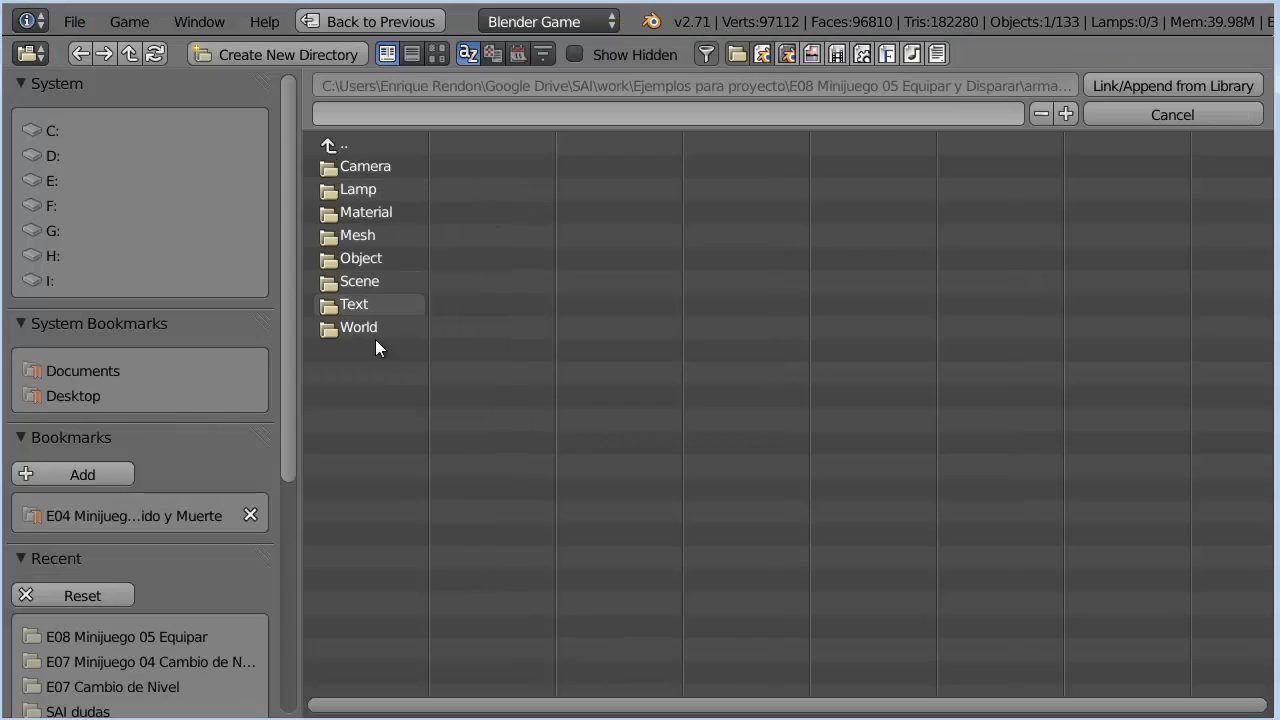 File Game Window Help Back to Previous Blender Game v2.71 | Verts:97112 | Faces:96810 | Tris:182280 | Objects:1/133 | Lamps:0/3 | Mem:39.98M | E
Create New Directory Show Hidden
System
C:\Users\Enrique Rendon\Google Drive\SAI\work\Ejemplos para proyecto\E08 Minijuego 05 Equipar y Disparar\arma... Link/Append from Library
Cancel
C:
D:
E:
F:
G:
H:
I:
..
Camera
Lamp
Material
Mesh
Object
Scene
Text
World
System Bookmarks
Documents
Desktop
Bookmarks
Add
E04 Minijueg...ido y Muerte
Recent
Reset
E08 Minijuego 05 Equipar
E07 Minijuego 04 Cambio de N...
E07 Cambio de Nivel
SAI dudas